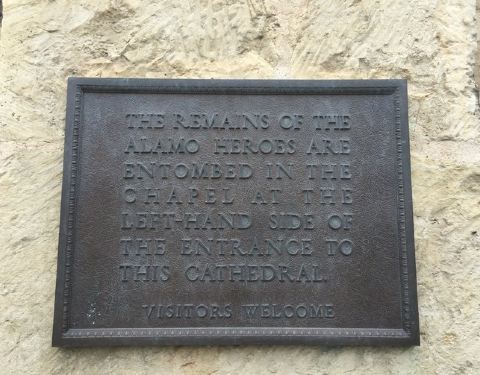 THE REMAINS OF THE
ALAMO HEROES ARE
ENTOMBED IN THE
CHAPEL AT THE
LEFT-HAND SIDE OF
THE ENTRANCE TO
THIS CATHEDRAL.
VISITORS WELCOME